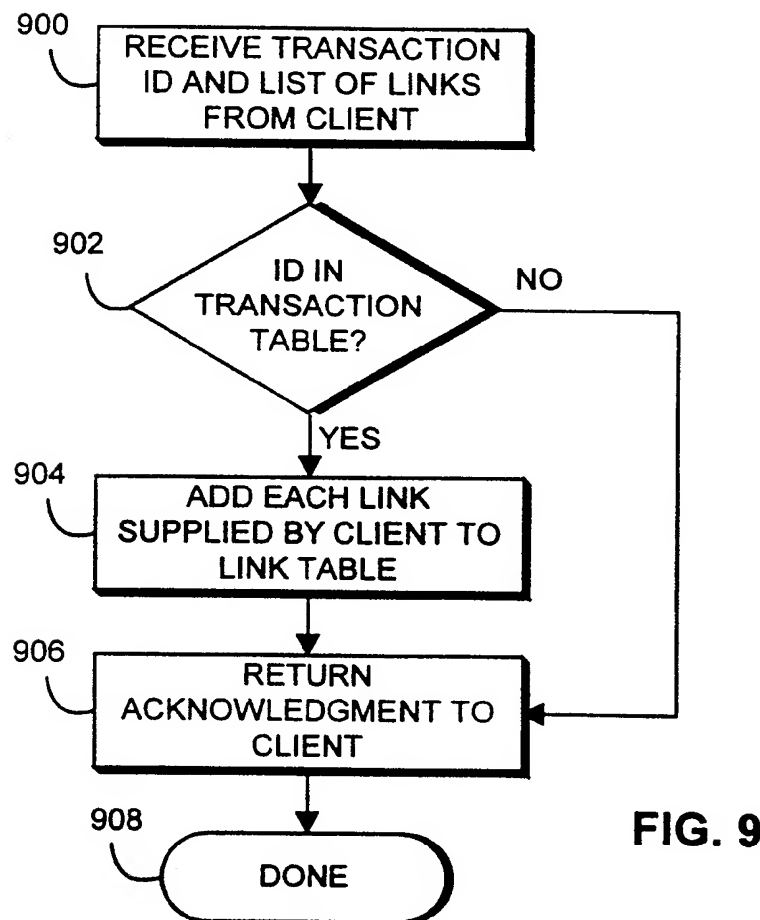 900
RECEIVE TRANSACTION
ID AND LIST OF LINKS
FROM CLIENT
902
ID IN
TRANSACTION
TABLE?
NO
YES
904
ADD EACH LINK
SUPPLIED BY CLIENT TO
LINK TABLE
906
RETURN
ACKNOWLEDGMENT TO
CLIENT
908
DONE
FIG. 9